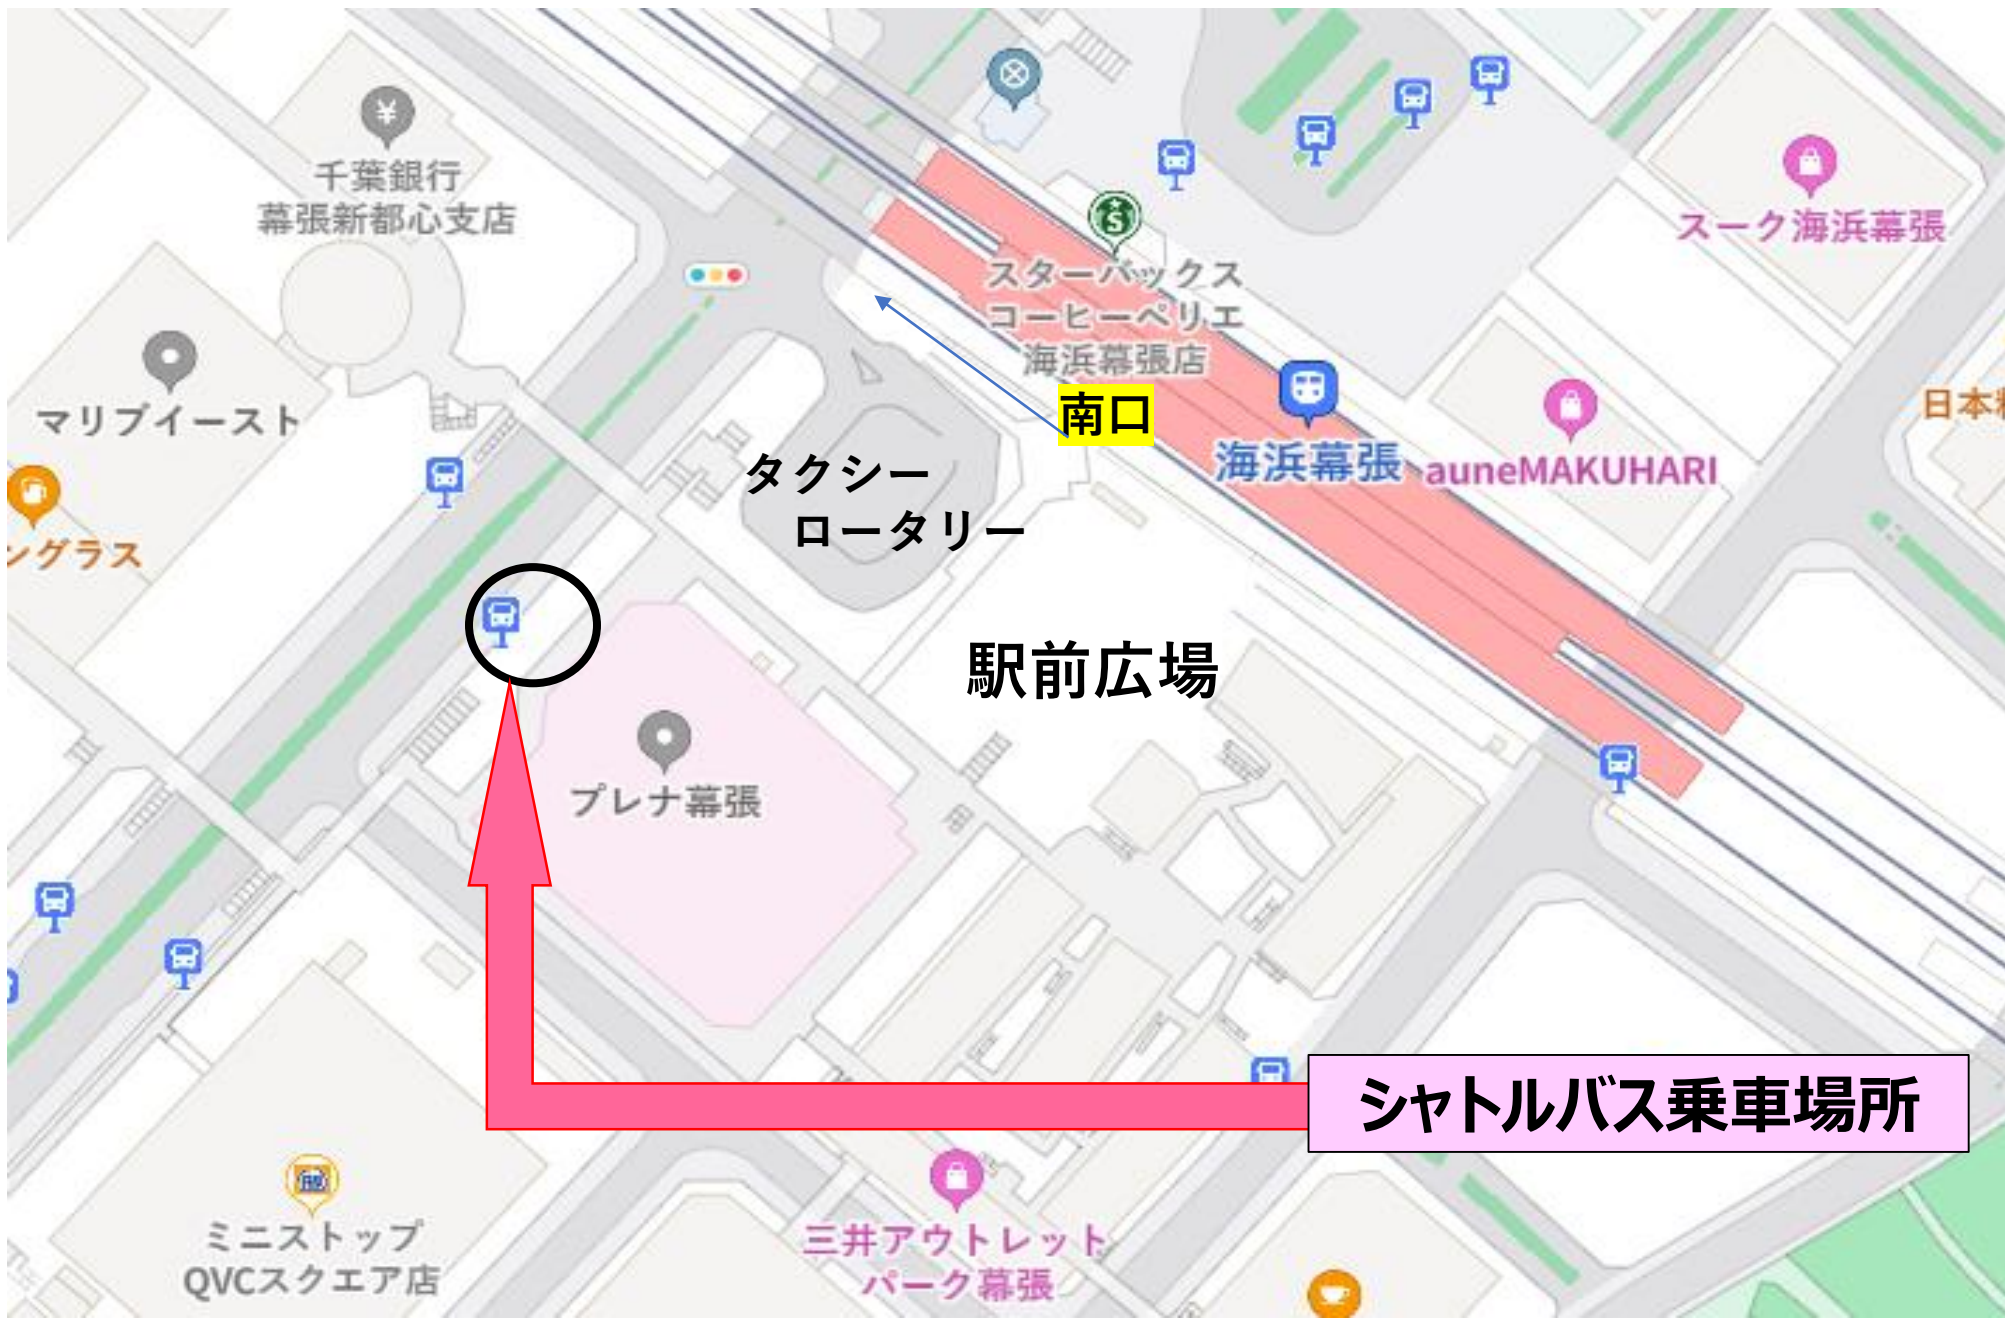 千葉銀行
幕張新都心支店
スーク海浜幕張
スターバックス
コーヒーペリエ
海浜幕張店
マリブイースト
南口
日本
海浜幕張
auneMAKUHARI
タクシー
ロータリー
ングラス
駅前広場
プレナ幕張
シャトルバス乗車場所
ミニストップ
QVCスクエア店
三井アウトレット
パーク幕張